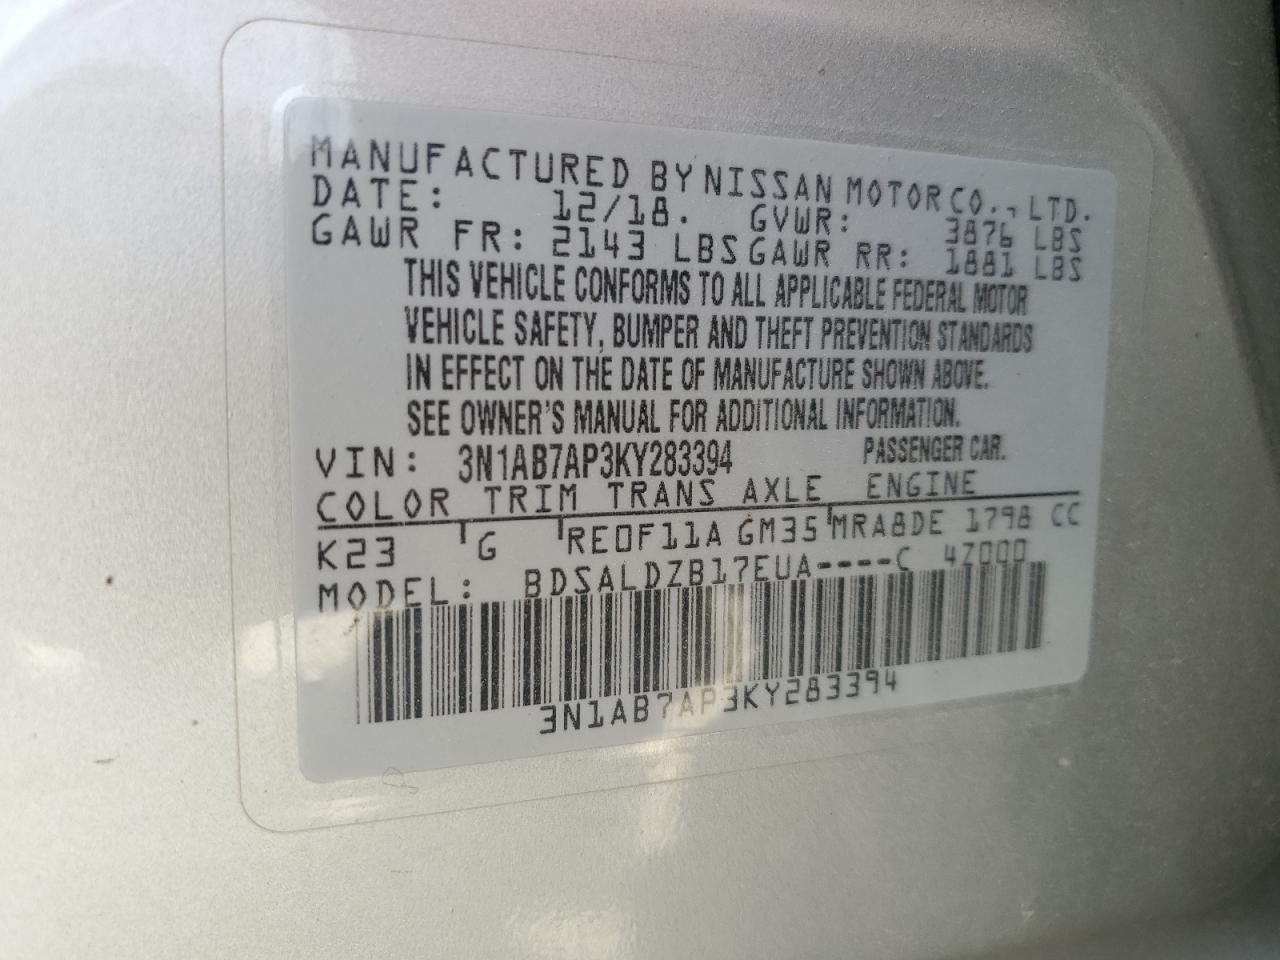 MANUFACTURED BY NISSAN MOTOR CO., LTD.
DATE: 12/18. GVWR: 3876 LBS
GAWR FR: 2143 LBS GAWR RR: 1881 LBS
THIS VEHICLE CONFORMS TO ALL APPLICABLE FEDERAL MOTOR
VEHICLE SAFETY, BUMPER AND THEFT PREVENTION STANDARDS
IN EFFECT ON THE DATE OF MANUFACTURE SHOWN ABOVE.
SEE OWNER'S MANUAL FOR ADDITIONAL INFORMATION.
VIN: 3N1AB7AP3KY283394 PASSENGER CAR.
COLOR TRIM TRANS AXLE ENGINE
K23 G RE0F11A GM35 MRA8DE 1798 CC
MODEL: BDSALDZB17EUA----C 4Z000
3N1AB7AP3KY283394